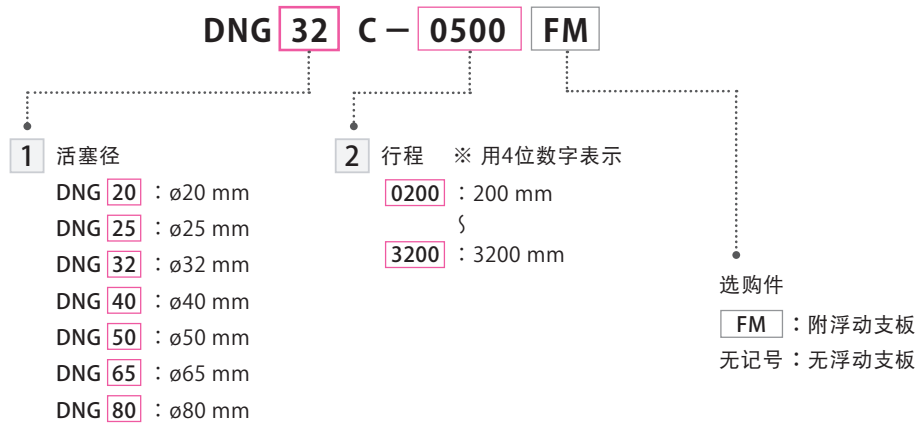 DNG 32 C − 0500 FM
1 活塞径
DNG 20 : ø20 mm
DNG 25 : ø25 mm
DNG 32 : ø32 mm
DNG 40 : ø40 mm
DNG 50 : ø50 mm
DNG 65 : ø65 mm
DNG 80 : ø80 mm
2 行程 ※ 用4位数字表示
0200 : 200 mm
〜
3200 : 3200 mm
选购件
FM : 附浮动支板
无记号 : 无浮动支板